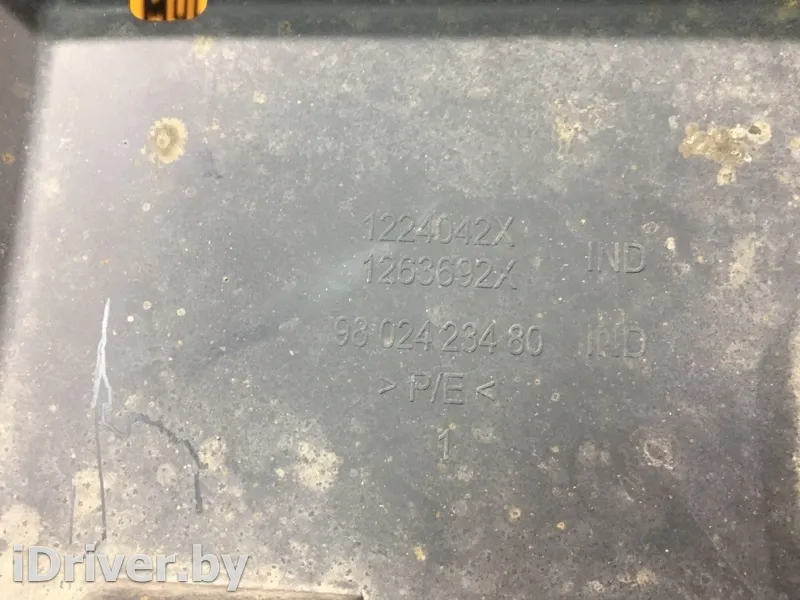 1224042X
1263692X IND
98 024 234 80 IND
> P/E <
1
iDriver.by